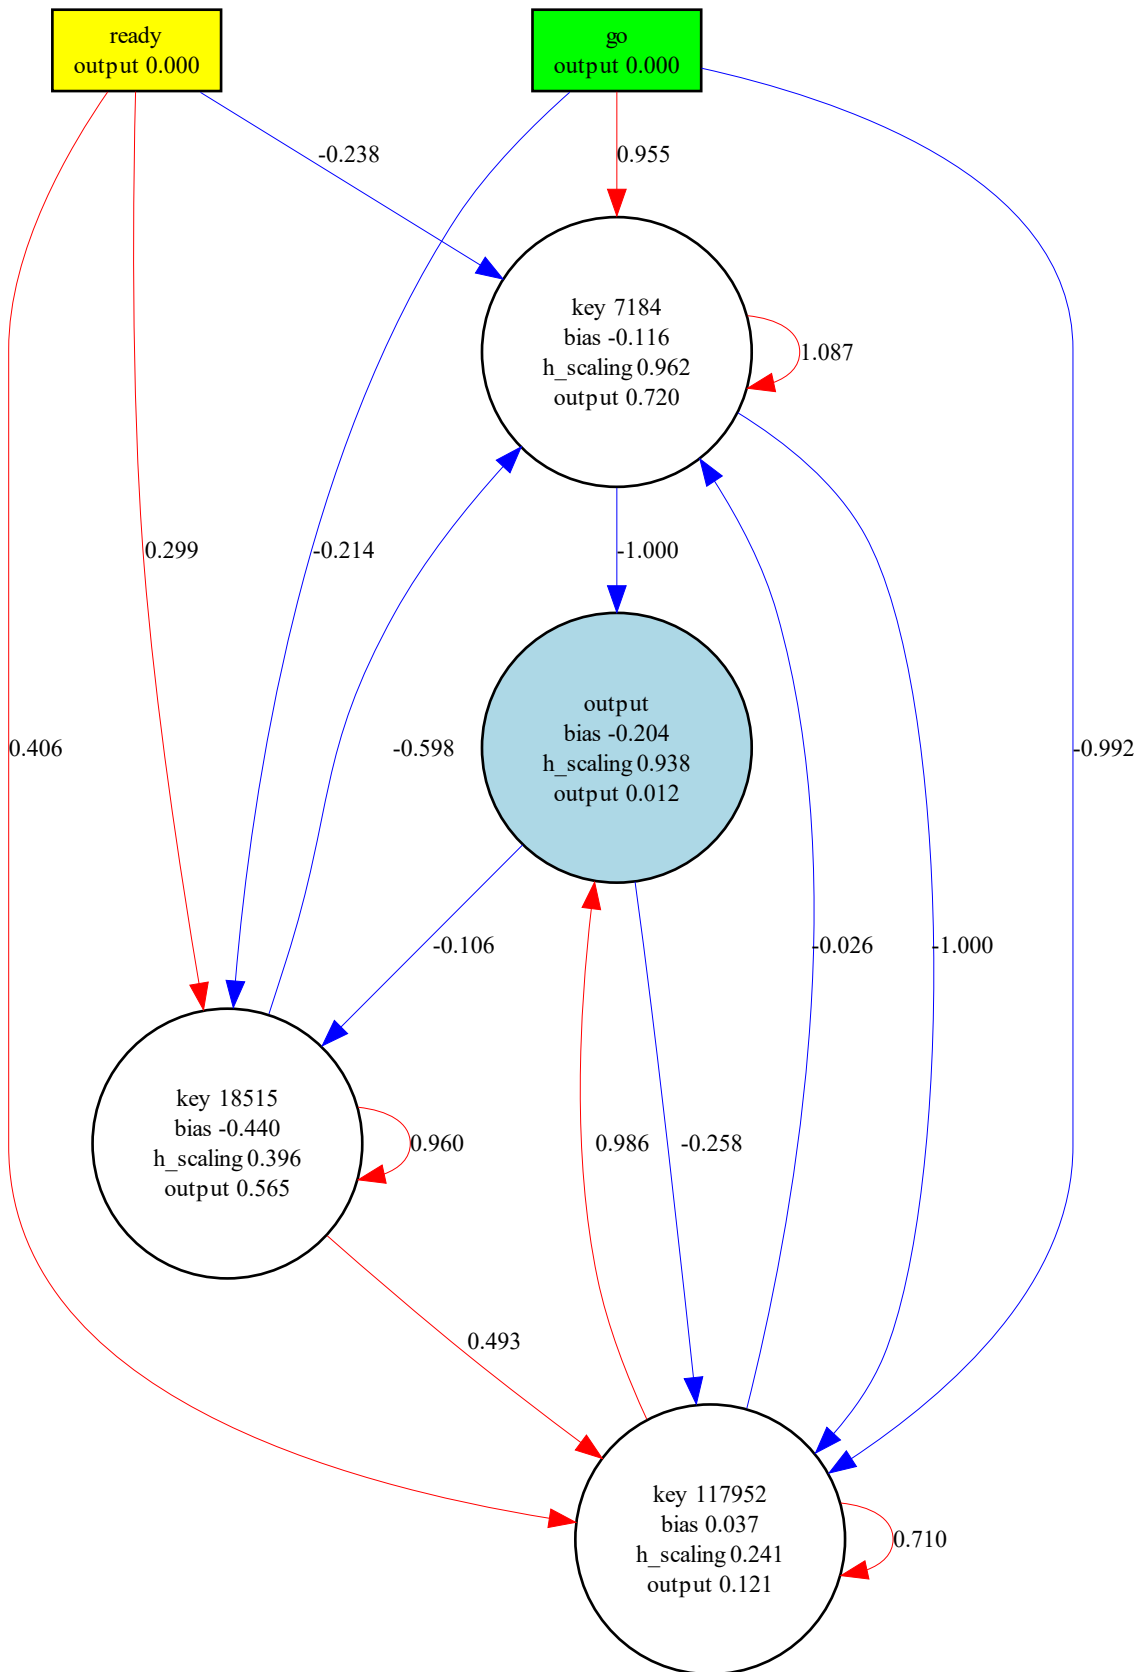 ready
output 0.000
go
output 0.000
-0.238
0.955
key 7184
bias -0.116
h_scaling 0.962
output 0.720
1.087
0.299
-0.214
-1.000
output
bias -0.204
h_scaling 0.938
output 0.012
0.406
-0.598
-0.992
-0.106
-0.026
-1.000
key 18515
bias -0.440
h_scaling 0.396
output 0.565
0.960
0.986
-0.258
0.493
key 117952
bias 0.037
h_scaling 0.241
output 0.121
0.710